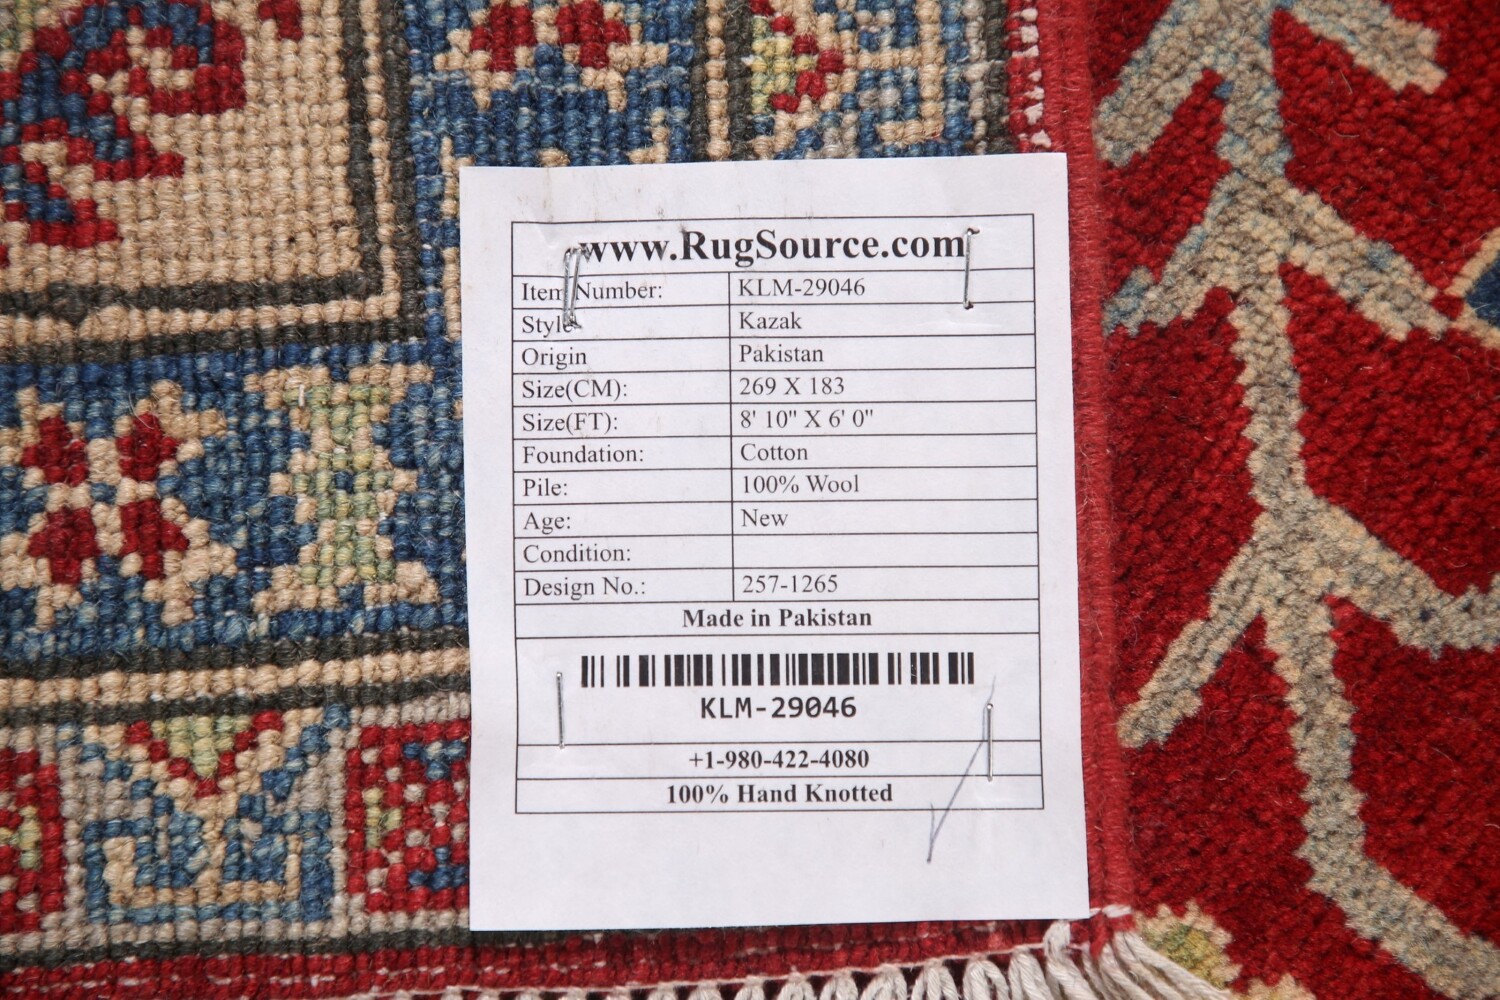 www.RugSource.com
Item Number: KLM-29046
Style: Kazak
Origin Pakistan
Size(CM): 269 X 183
Size(FT): 8' 10" X 6' 0"
Foundation: Cotton
Pile: 100% Wool
Age: New
Condition:
Design No.: 257-1265
Made in Pakistan
KLM-29046
+1-980-422-4080
100% Hand Knotted